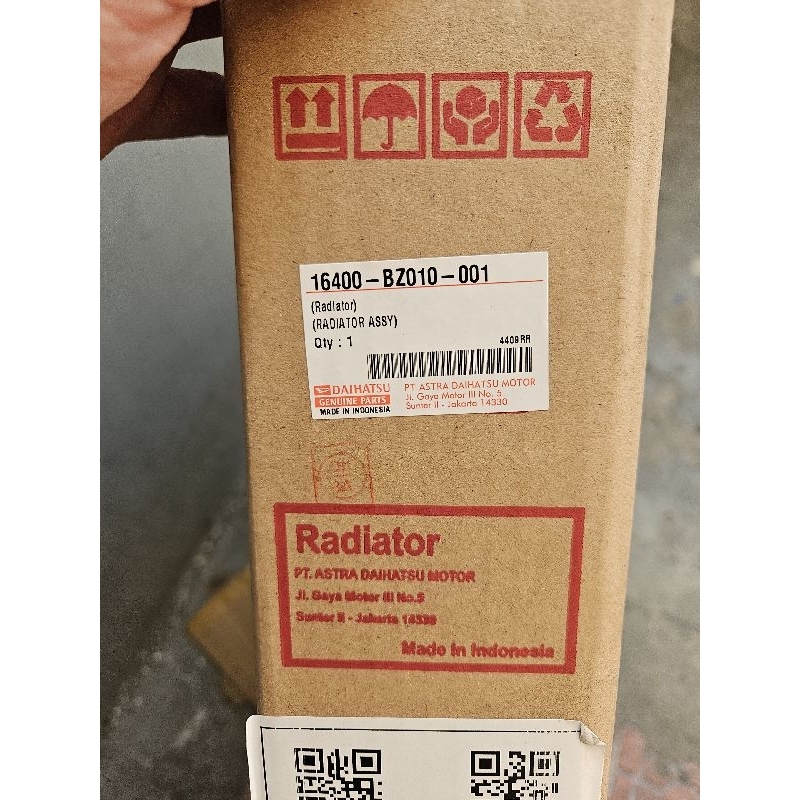 16400-BZ010-001
(Radiator)
(RADIATOR ASSY)
Qty : 1
4409RR
DAIHATSU
GENUINE PARTS
MADE IN INDONESIA
PT ASTRA DAIHATSU MOTOR
Jl. Gaya Motor III No. 5
Sunter II - Jakarta 14330
Radiator
PT. ASTRA DAIHATSU MOTOR
Jl. Gaya Motor III No.5
Sunter II - Jakarta 14330
Made In Indonesia